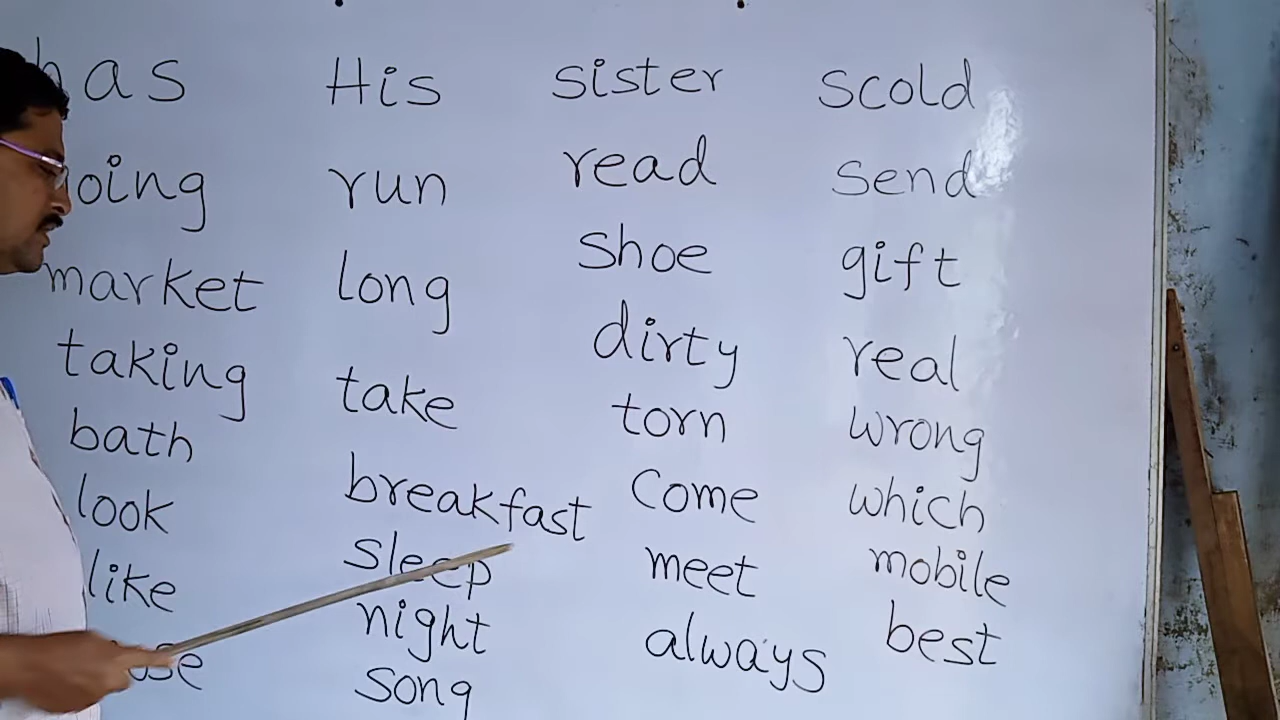 has His sister scold
run read send
market long shoe gift
taking take dirty real
bath breakfast torn wrong
look sleep come which
like night meet mobile
song always best